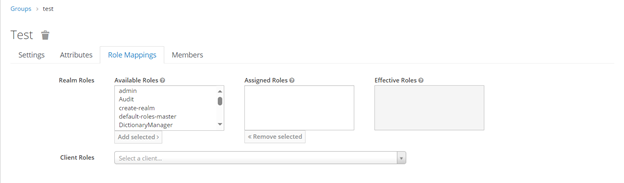 Groups > test
Test
Settings Attributes Role Mappings Members
Realm Roles Available Roles Assigned Roles Effective Roles
admin
Audit
create-realm
default-roles-master
DictionaryManager
Add selected > < Remove selected
Client Roles Select a client...